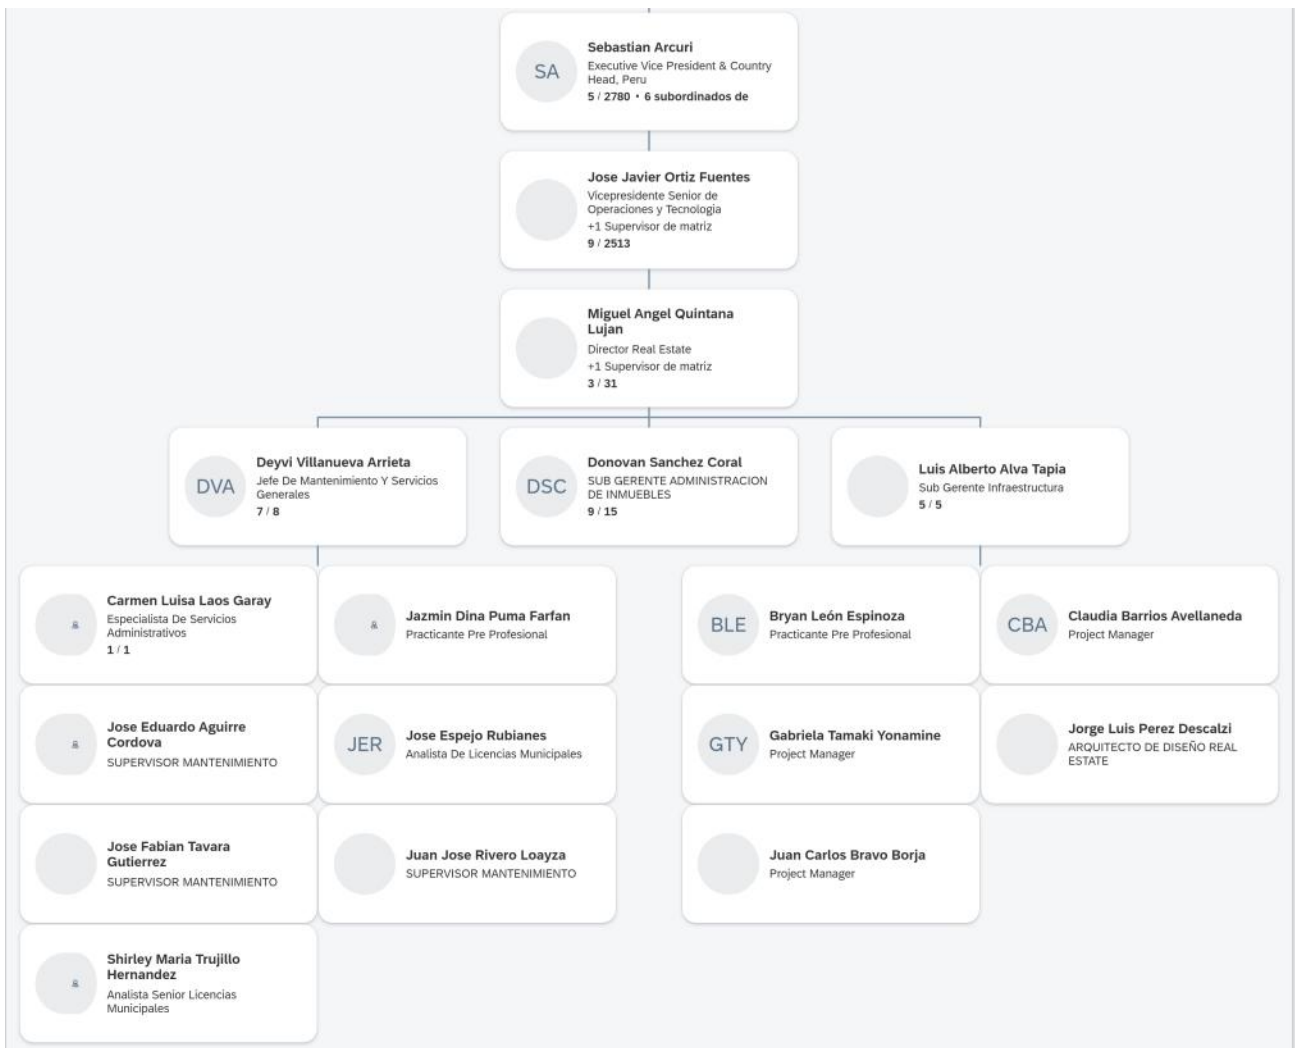 SA
Sebastian Arcuri
Executive Vice President & Country
Head, Peru
5 / 2780 • 6 subordinados de
Jose Javier Ortiz Fuentes
Vicepresidente Senior de
Operaciones y Tecnologia
+1 Supervisor de matriz
9 / 2513
Miguel Angel Quintana
Lujan
Director Real Estate
+1 Supervisor de matriz
3 / 31
DVA
Deyvi Villanueva Arrieta
Jefe De Mantenimiento Y Servicios
Generales
7 / 8
DSC
Donovan Sanchez Coral
SUB GERENTE ADMINISTRACION
DE INMUEBLES
9 / 15
Luis Alberto Alva Tapia
Sub Gerente Infraestructura
5 / 5
Carmen Luisa Laos Garay
Especialista De Servicios
Administrativos
1 / 1
Jazmin Dina Puma Farfan
Practicante Pre Profesional
BLE
Bryan León Espinoza
Practicante Pre Profesional
CBA
Claudia Barrios Avellaneda
Project Manager
Jose Eduardo Aguirre
Cordova
SUPERVISOR MANTENIMIENTO
JER
Jose Espejo Rubianes
Analista De Licencias Municipales
GTY
Gabriela Tamaki Yonamine
Project Manager
Jorge Luis Perez Descalzi
ARQUITECTO DE DISEÑO REAL
ESTATE
Jose Fabian Tavara
Gutierrez
SUPERVISOR MANTENIMIENTO
Juan Jose Rivero Loayza
SUPERVISOR MANTENIMIENTO
Juan Carlos Bravo Borja
Project Manager
Shirley Maria Trujillo
Hernandez
Analista Senior Licencias
Municipales